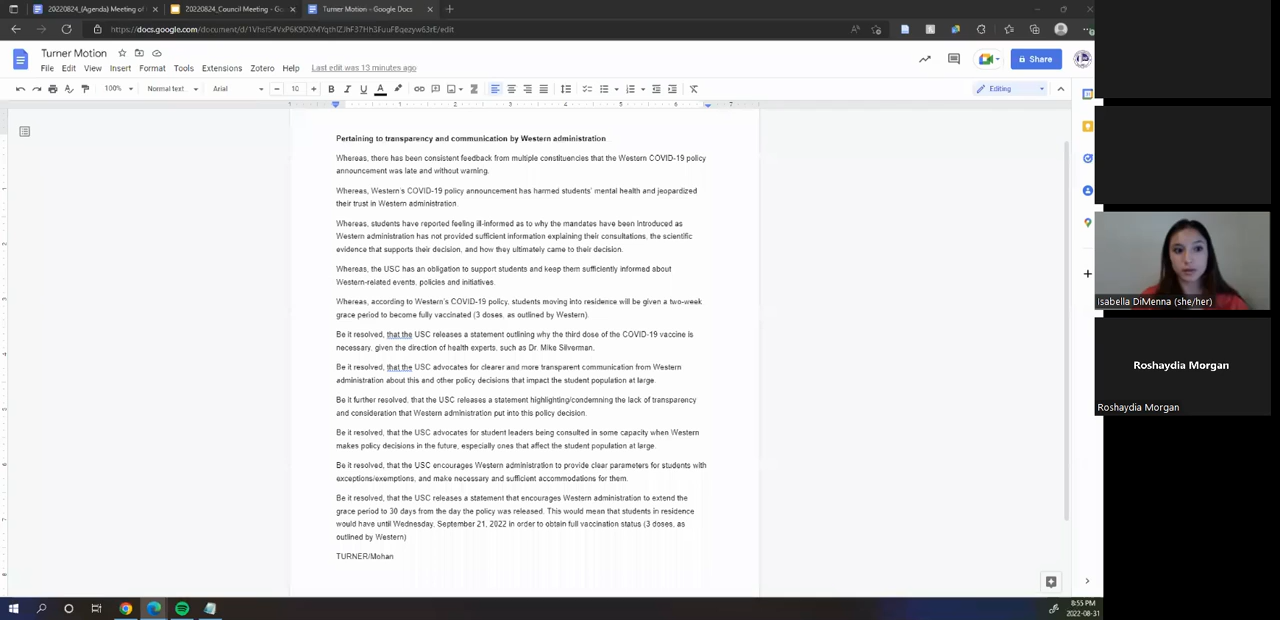 20220824_(Agenda) Meeting of
20220824_Council Meeting - G
Turner Motion - Google Docs
Turner Motion
File Edit View Insert Format Tools Extensions Zotero Help Last edit was 13 minutes ago
Share
100% Normal text Arial 10 Editing
Pertaining to transparency and communication by Western administration
Whereas, there has been consistent feedback from multiple constituencies that the Western COVID-19 policy
announcement was late and without warning.
Whereas, Western's COVID-19 policy announcement has harmed students' mental health and jeopardized
their trust in Western administration
Whereas, students have reported feeling ill-informed as to why the mandates have been introduced as
Western administration has not provided sufficient information explaining their consultations, the scientific
evidence that supports their decision, and how they ultimately came to their decision.
Whereas, the USC has an obligation to support students and keep them sufficiently informed about
Western-related events, policies and initiatives.
Whereas, according to Western's COVID-19 policy, students moving into residence will be given a two-week
grace period to become fully vaccinated (3 doses, as outlined by Western).
Be it resolved, that the USC releases a statement outlining why the third dose of the COVID-19 vaccine is
necessary, given the direction of health experts, such as Dr. Mike Silverman.
Be it resolved, that the USC advocates for clearer and more transparent communication from Western
administration about this and other policy decisions that impact the student population at large.
Be it further resolved, that the USC releases a statement highlighting/condemning the lack of transparency
and consideration that Western administration put into this policy decision.
Be it resolved, that the USC advocates for student leaders being consulted in some capacity when Western
makes policy decisions in the future, especially ones that affect the student population at large.
Be it resolved, that the USC encourages Western administration to provide clear parameters for students with
exceptions/exemptions, and make necessary and sufficient accommodations for them.
Be it resolved, that the USC releases a statement that encourages Western administration to extend the
grace period to 30 days from the day the policy was released. This would mean that students in residence
would have until Wednesday, September 21, 2022 in order to obtain full vaccination status (3 doses, as
outlined by Western)
TURNER/Mohan
Isabella DiMenna (she/her)
Roshaydia Morgan
Roshaydia Morgan
8:55 PM
2022-08-31